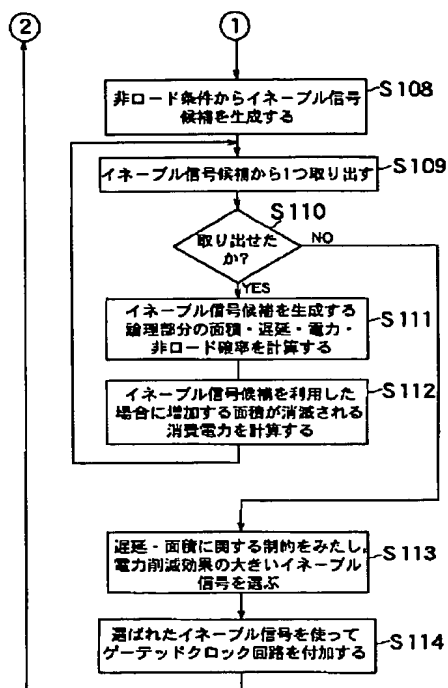 ②
①
非ロード条件からイネーブル信号
候補を生成する
S108
イネーブル信号候補から1つ取り出す
S109
S110
取り出せた
か?
NO
YES
イネーブル信号候補を生成する
論理部分の面積・遅延・電力・
非ロード確率を計算する
S111
イネーブル信号候補を利用した
場合に増加する面積が消滅される
消費電力を計算する
S112
遅延・面積に関する制約をみたし、
電力削減効果の大きいイネーブル
信号を選ぶ
S113
選ばれたイネーブル信号を使って
ゲーテッドクロック回路を付加する
S114